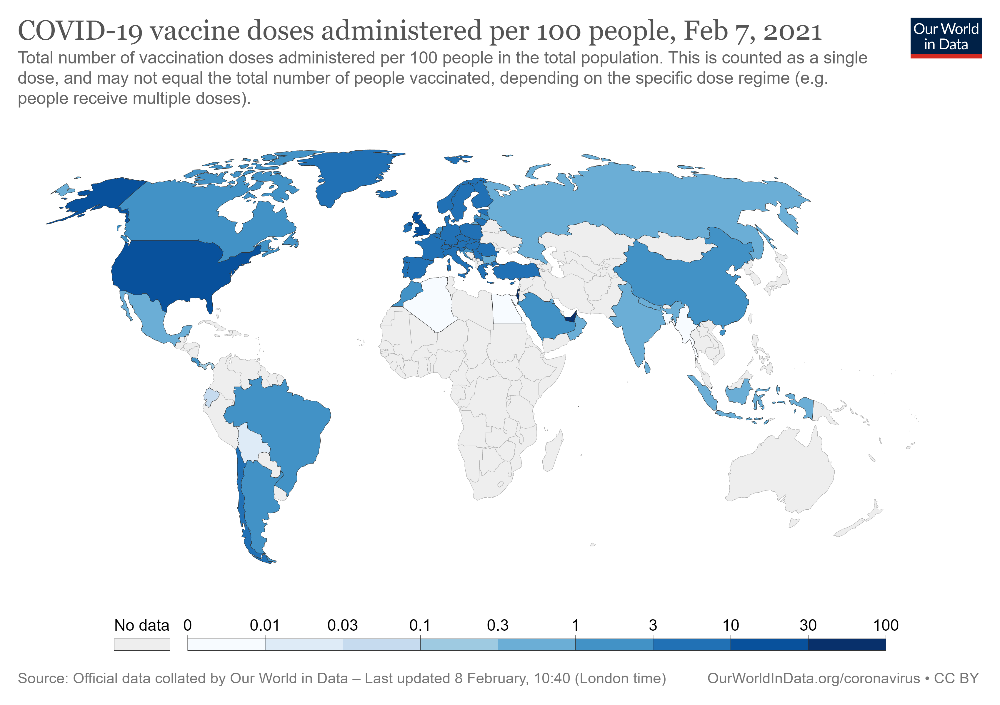 COVID-19 vaccine doses administered per 100 people, Feb 7, 2021
Our World
in Data
Total number of vaccination doses administered per 100 people in the total population. This is counted as a single
dose, and may not equal the total number of people vaccinated, depending on the specific dose regime (e.g.
people receive multiple doses).
No data 0 0.01 0.03 0.1 0.3 1 3 10 30 100
Source: Official data collated by Our World in Data – Last updated 8 February, 10:40 (London time)
OurWorldInData.org/coronavirus • CC BY